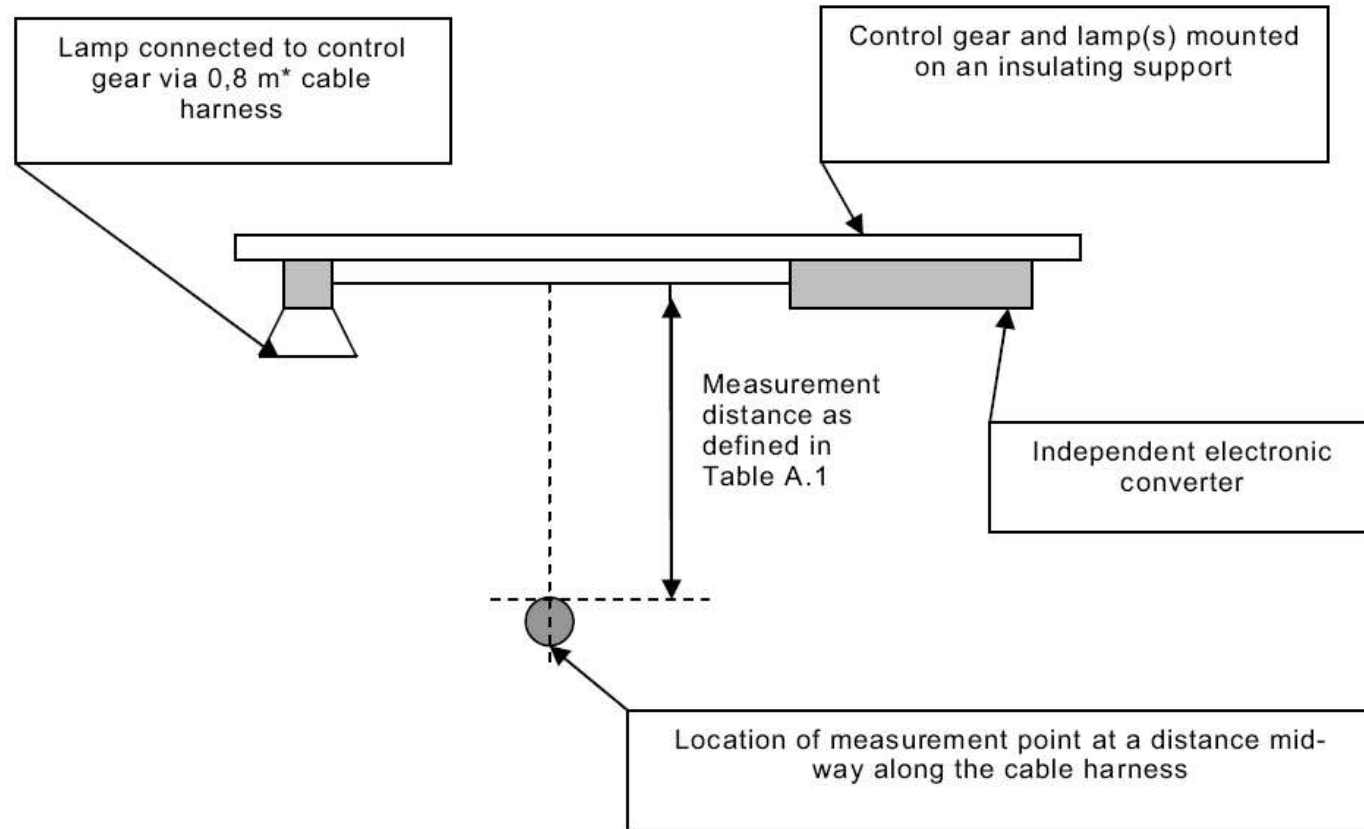 Lamp connected to control
gear via 0,8 m* cable
harness
Control gear and lamp(s) mounted
on an insulating support
Measurement
distance as
defined in
Table A.1
Independent electronic
converter
Location of measurement point at a distance mid-
way along the cable harness